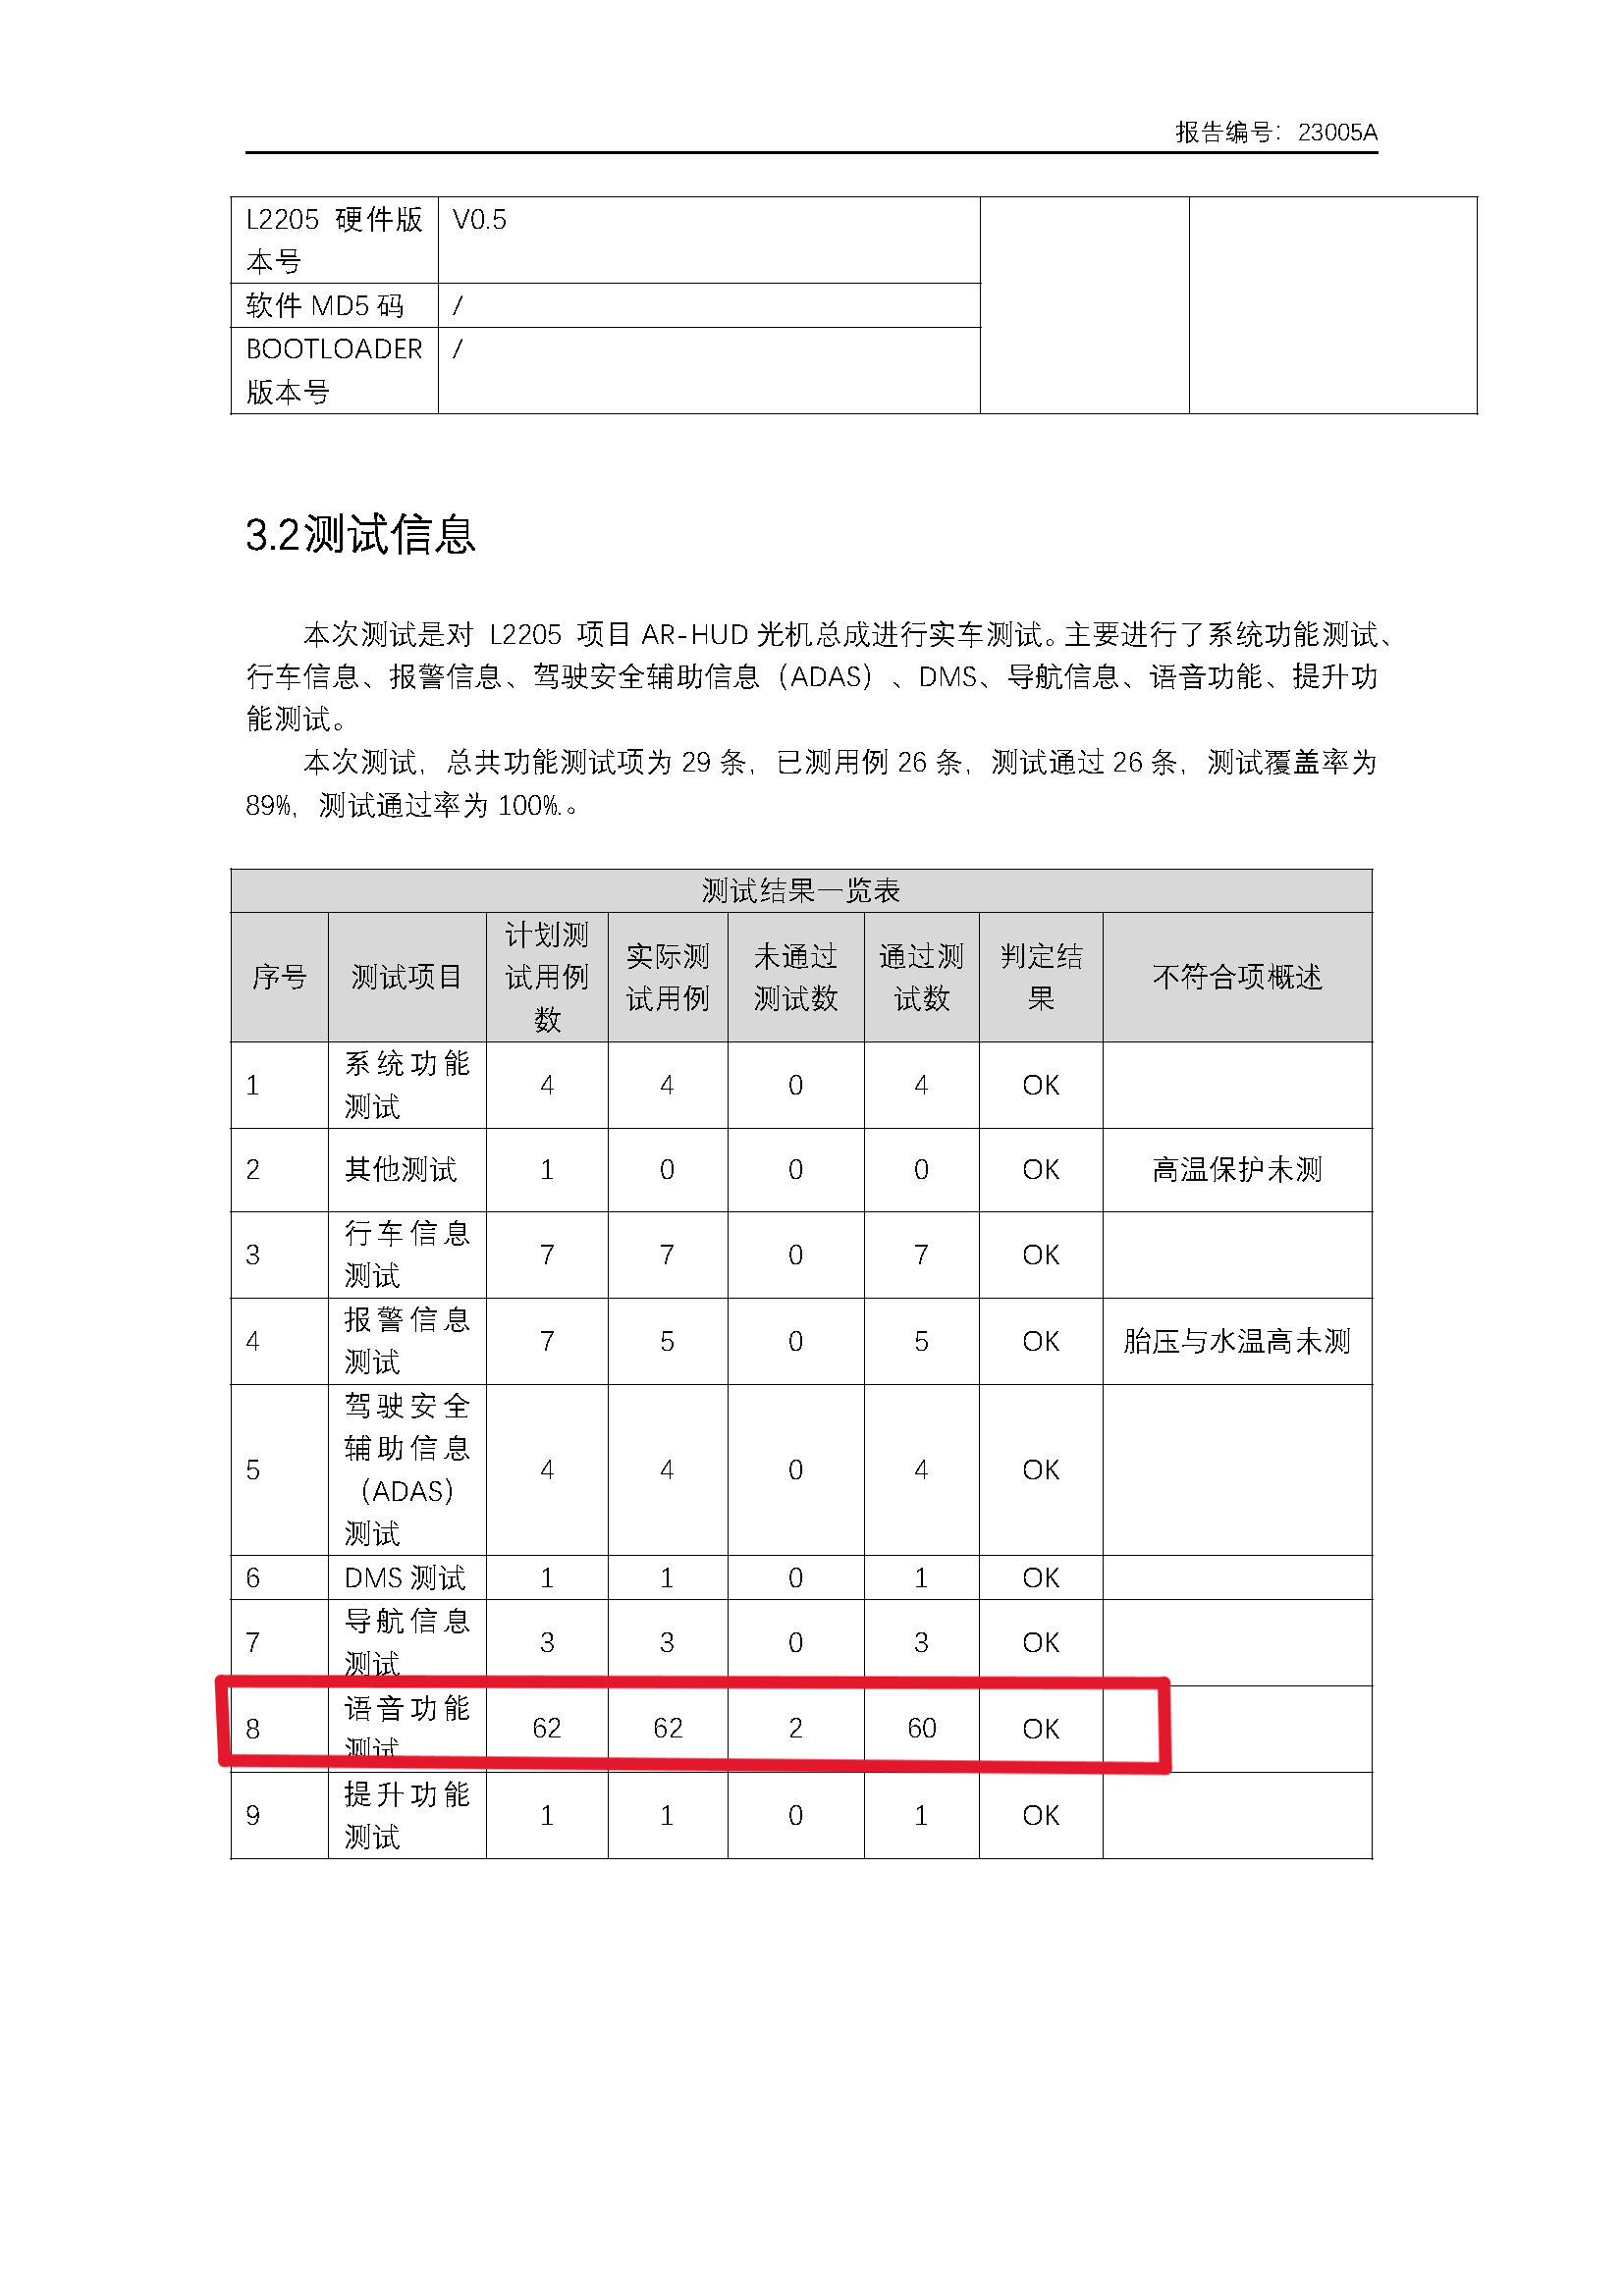 报告编号：23005A
L2205 硬件版
本号
V0.5
软件 MD5 码
/
BOOTLOADER
版本号
/
3.2测试信息
本次测试是对 L2205 项目 AR-HUD 光机总成进行实车测试。主要进行了系统功能测试、
行车信息、报警信息、驾驶安全辅助信息（ADAS）、DMS、导航信息、语音功能、提升功
能测试。
本次测试，总共功能测试项为 29 条，已测用例 26 条，测试通过 26 条，测试覆盖率为
89%，测试通过率为 100%.。
测试结果一览表
序号 测试项目 计划测
试用例
数 实际测
试用例 未通过
测试数 通过测
试数 判定结
果 不符合项概述
1 系统功能
测试 4 4 0 4 OK
2 其他测试 1 0 0 0 OK 高温保护未测
3 行车信息
测试 7 7 0 7 OK
4 报警信息
测试 7 5 0 5 OK 胎压与水温高未测
5 驾驶安全
辅助信息
（ADAS）
测试 4 4 0 4 OK
6 DMS 测试 1 1 0 1 OK
7 导航信息
测试 3 3 0 3 OK
8 语音功能
测试 62 62 2 60 OK
9 提升功能
测试 1 1 0 1 OK